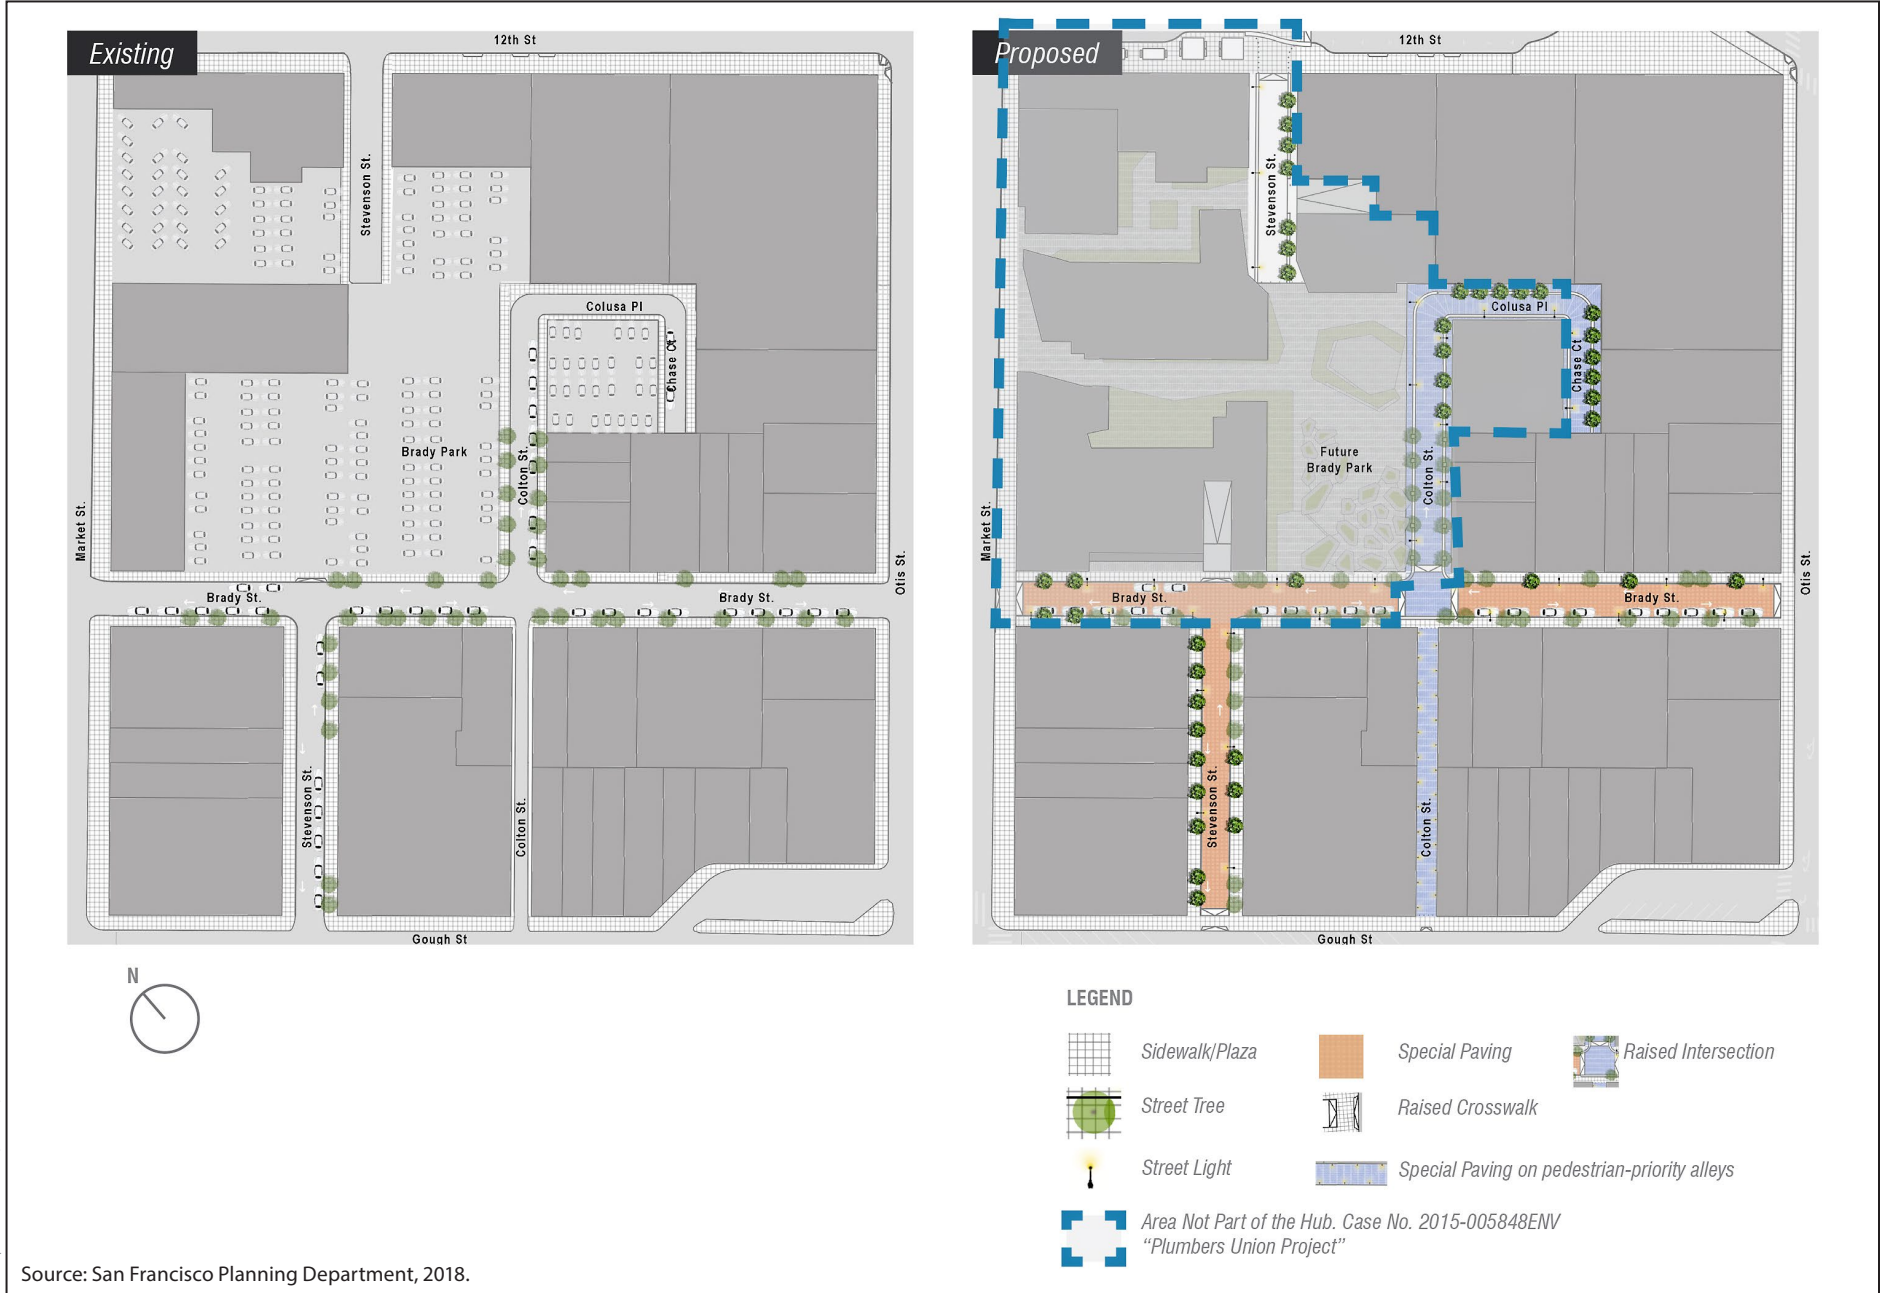 Existing
12th St
Stevenson St.
Colusa Pl
Chase Ct
Brady Park
Colton St.
Market St.
Otis St.
Brady St.
Brady St.
Stevenson St.
Colton St.
Gough St
Proposed
12th St
Stevenson St.
Colusa Pl
Chase Ct
Future
Brady Park
Colton St.
Market St.
Otis St.
Brady St.
Brady St.
Stevenson St.
Colton St.
Gough St
N
LEGEND
Sidewalk/Plaza
Special Paving
Raised Intersection
Street Tree
Raised Crosswalk
Street Light
Special Paving on pedestrian-priority alleys
Area Not Part of the Hub. Case No. 2015-005848ENV
“Plumbers Union Project”
Source: San Francisco Planning Department, 2018.